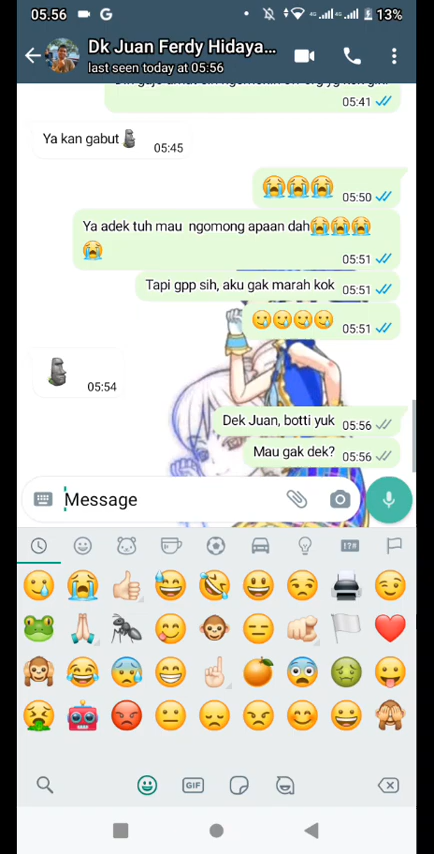 05.56
13%
Dk Juan Ferdy Hidaya...
last seen today at 05:56
05:41
Ya kan gabut🗿
05:45
😭😭😭
05:50
Ya adek tuh mau ngomong apaan dah😭😭😭
😭
05:51
Tapi gpp sih, aku gak marah kok
05:51
🥲🥲🥲🥲
05:51
🗿
05:54
Dek Juan, botti yuk
05:56
Mau gak dek?
05:56
Message
GIF